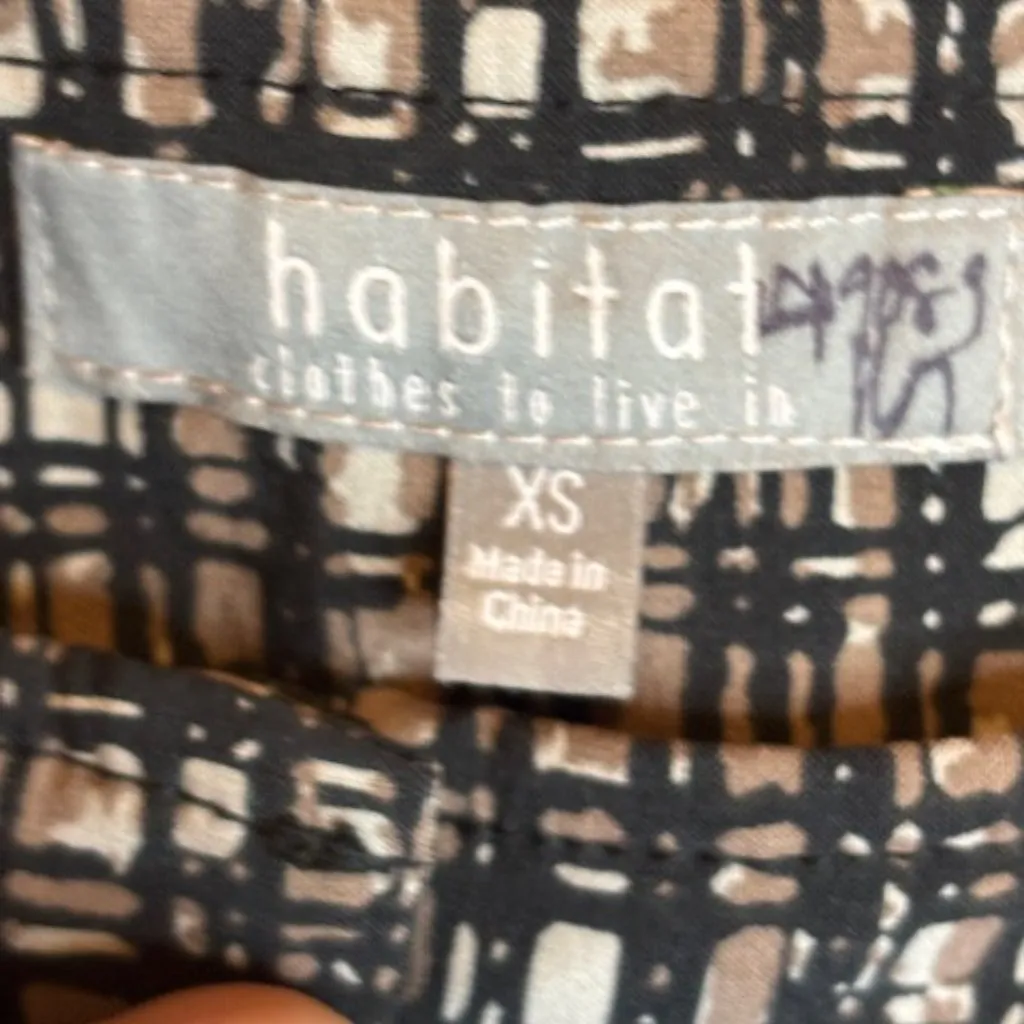 habitat
clothes to live in
XS
Made in
China